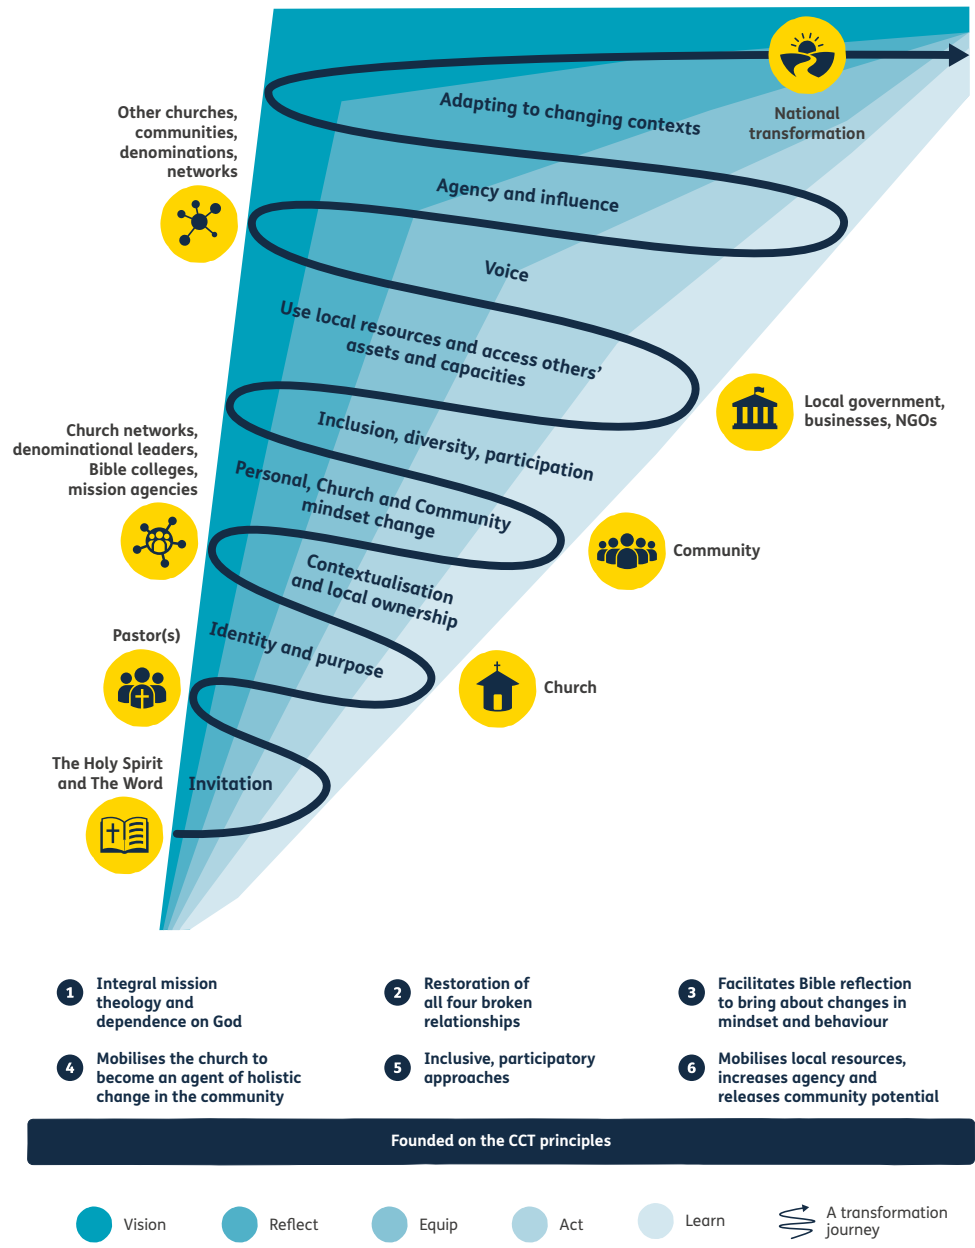 National
transformation
Adapting to changing contexts
Other churches,
communities,
denominations,
networks
Agency and influence
Voice
Use local resources and access others’
assets and capacities
Local government,
businesses, NGOs
Inclusion, diversity, participation
Church networks,
denominational leaders,
Bible colleges,
mission agencies
Personal, Church and Community
mindset change
Community
Contextualisation
and local ownership
Pastor(s)
Identity and purpose
Church
The Holy Spirit
and The Word
Invitation
1
Integral mission
theology and
dependence on God
2
Restoration of
all four broken
relationships
3
Facilitates Bible reflection
to bring about changes in
mindset and behaviour
4
Mobilises the church to
become an agent of holistic
change in the community
5
Inclusive, participatory
approaches
6
Mobilises local resources,
increases agency and
releases community potential
Founded on the CCT principles
Vision
Reflect
Equip
Act
Learn
A transformation
journey